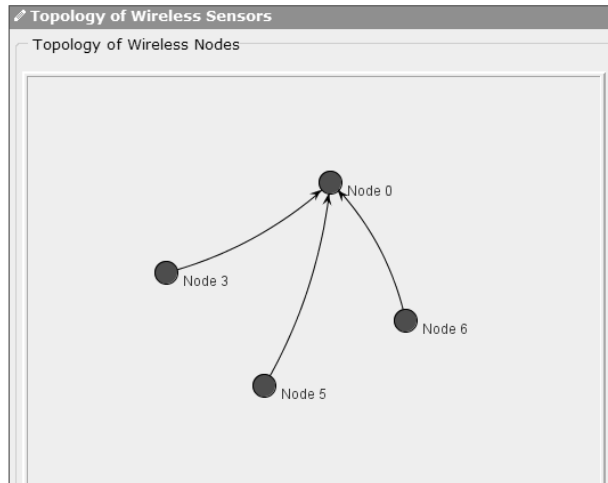 Topology of Wireless Sensors
Topology of Wireless Nodes
Node 0
Node 3
Node 6
Node 5